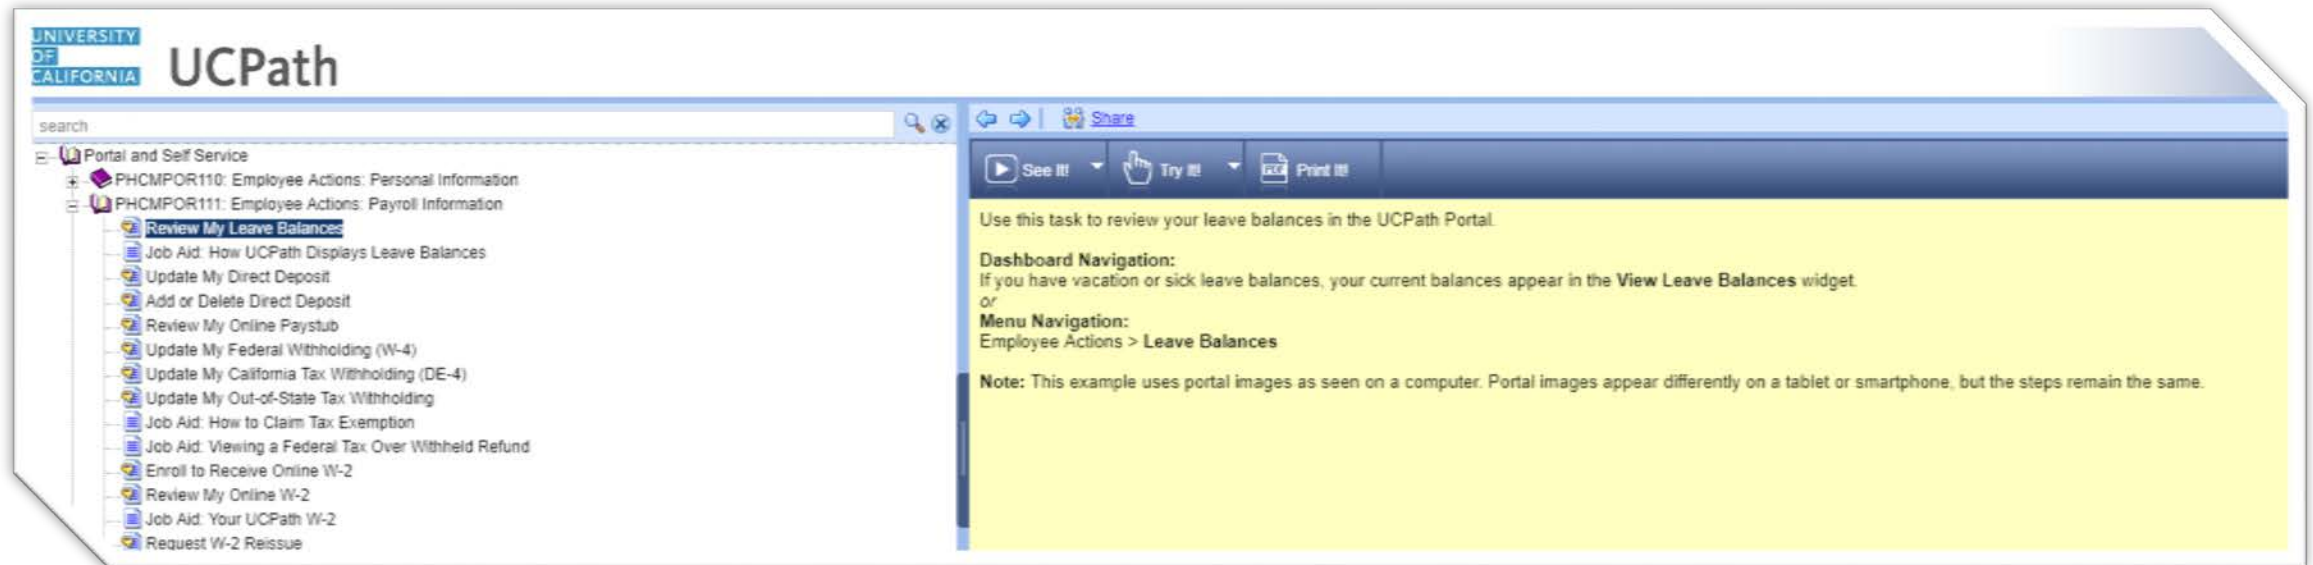 UNIVERSITY
OF
CALIFORNIA
UCPath
search
Portal and Self Service
PHCMPOR110: Employee Actions: Personal Information
PHCMPOR111: Employee Actions: Payroll Information
Review My Leave Balances
Job Aid: How UCPath Displays Leave Balances
Update My Direct Deposit
Add or Delete Direct Deposit
Review My Online Paystub
Update My Federal Withholding (W-4)
Update My California Tax Withholding (DE-4)
Update My Out-of-State Tax Withholding
Job Aid: How to Claim Tax Exemption
Job Aid: Viewing a Federal Tax Over Withheld Refund
Enroll to Receive Online W-2
Review My Online W-2
Job Aid: Your UCPath W-2
Request W-2 Reissue
Share
See It! Try It! PDF Print It!
Use this task to review your leave balances in the UCPath Portal.
Dashboard Navigation:
If you have vacation or sick leave balances, your current balances appear in the View Leave Balances widget.
or
Menu Navigation:
Employee Actions > Leave Balances
Note: This example uses portal images as seen on a computer. Portal images appear differently on a tablet or smartphone, but the steps remain the same.